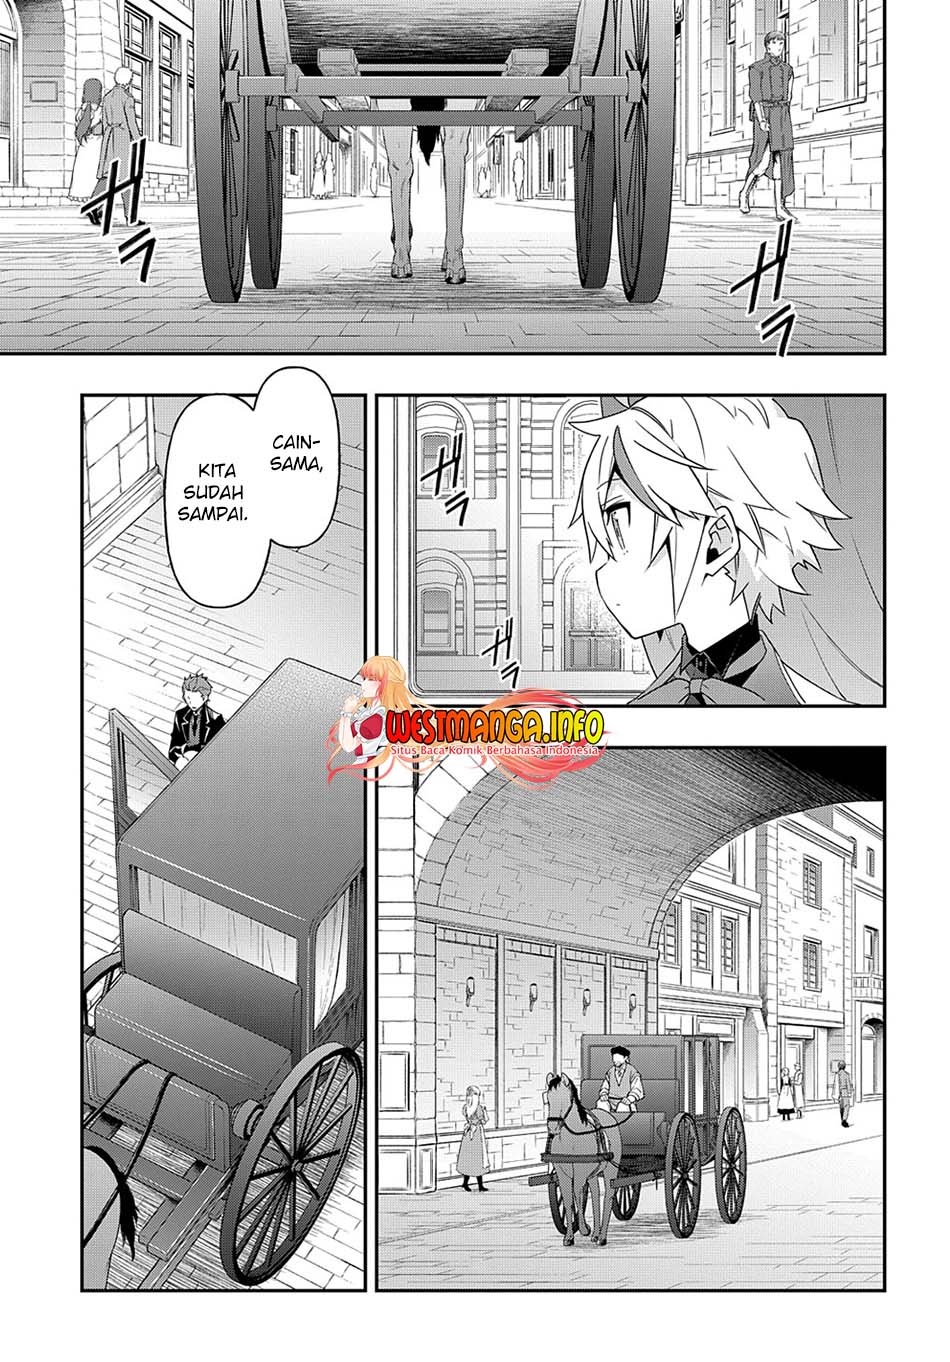 ガラ
ガラ
ガラ
ガラ
CAIN-
SAMA,
KITA
SUDAH
SAMPAI.
WESTMANGA.INFO
Situs Baca Komik Berbahasa Indonesia